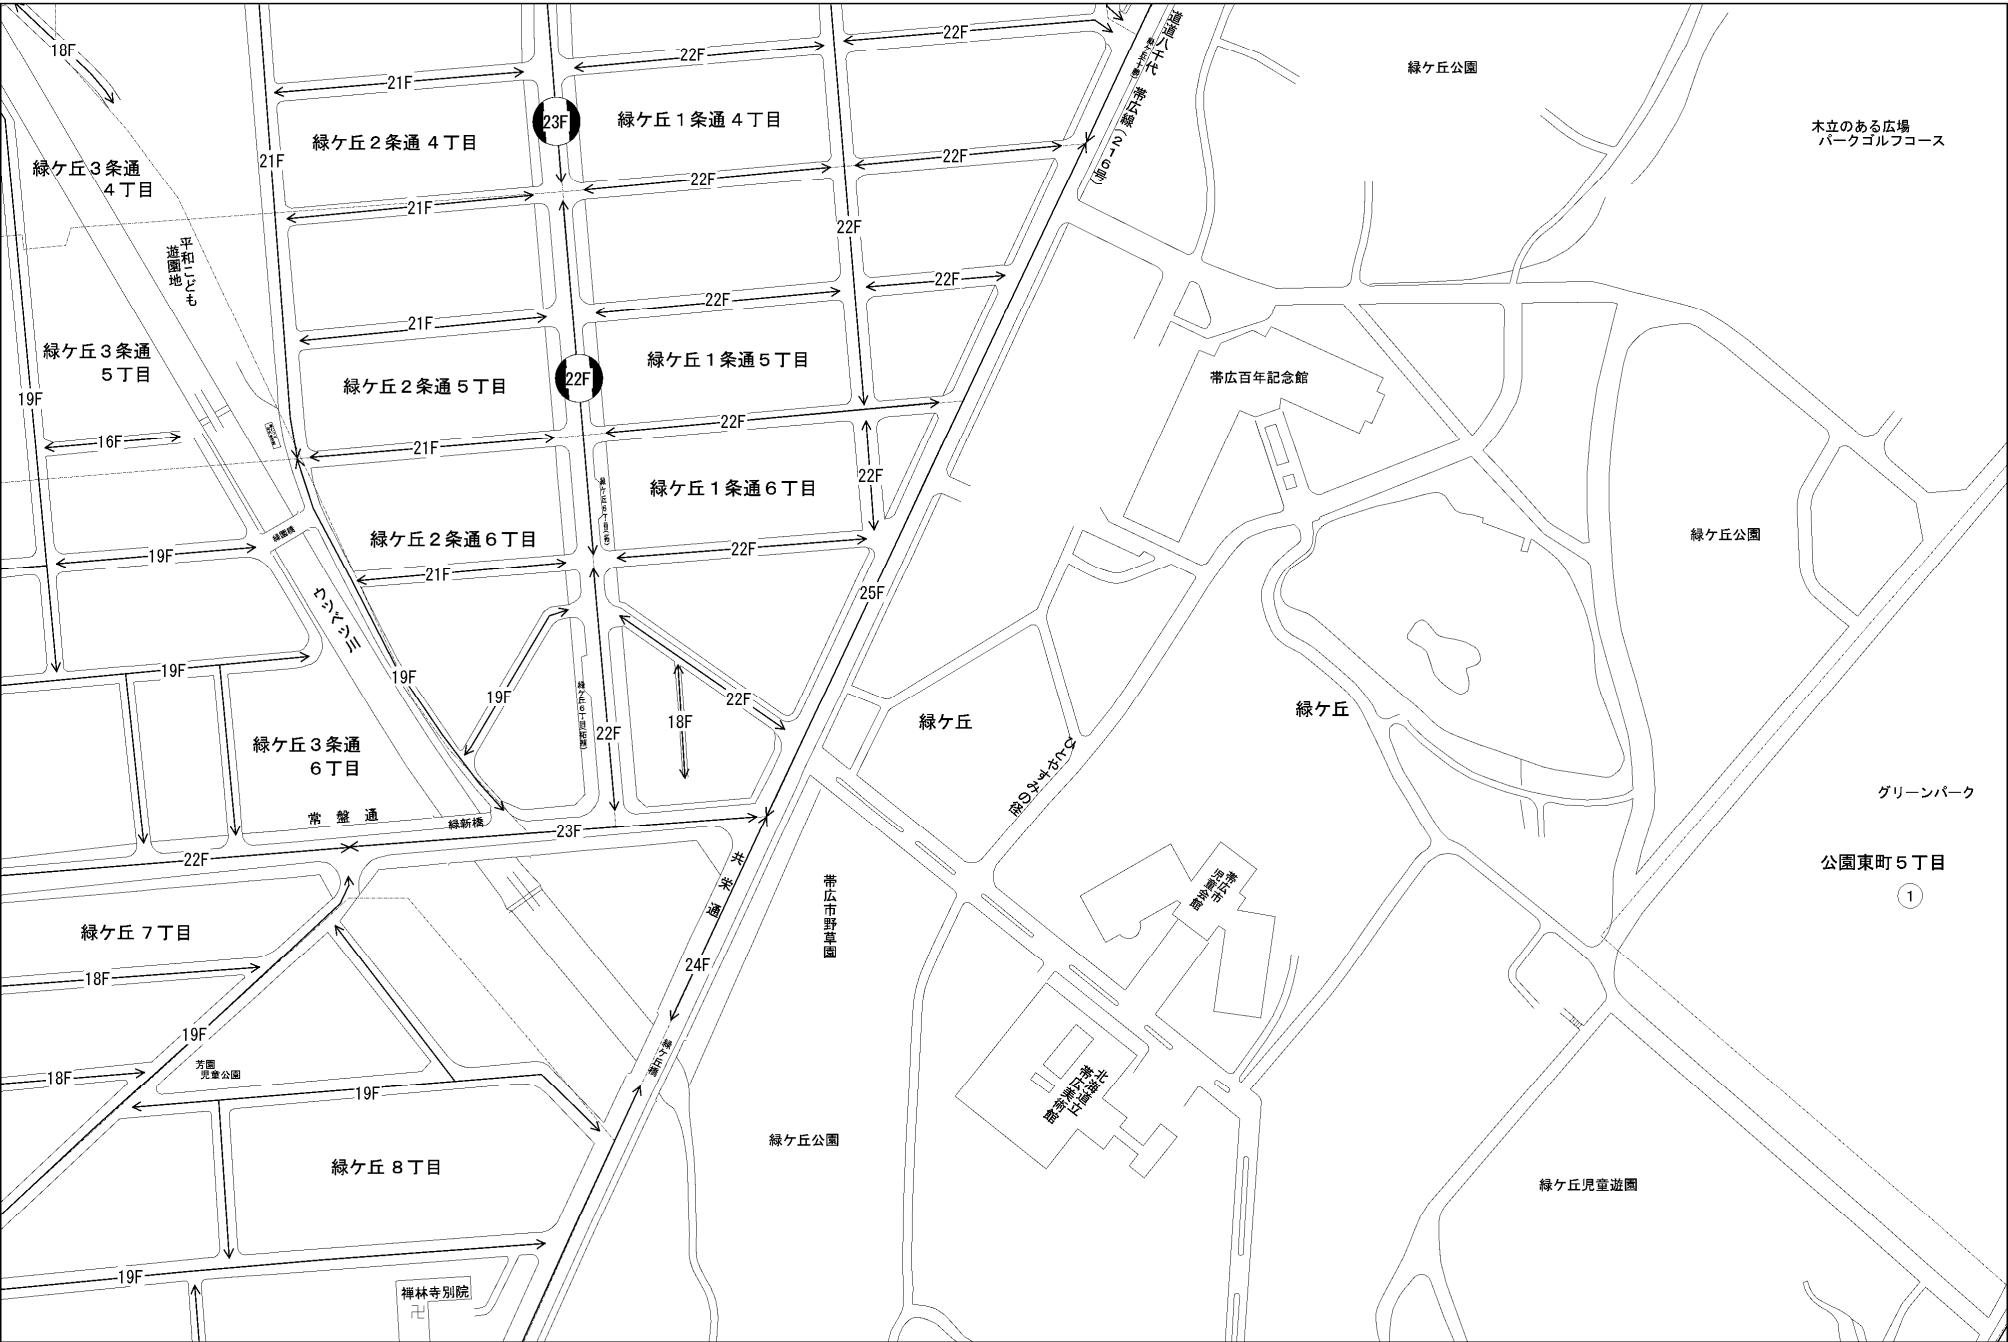 18F
22F
22F
21F
道道八千代 帯広線(216号)
緑ケ丘公園
23F
緑ケ丘1条通4丁目
緑ケ丘2条通4丁目
木立のある広場
パークゴルフコース
21F
緑ケ丘3条通
4丁目
22F
22F
21F
22F
平和こども
遊園地
22F
22F
21F
緑ケ丘3条通
5丁目
緑ケ丘1条通5丁目
緑ケ丘2条通5丁目
22F
帯広百年記念館
19F
22F
16F
21F
22F
緑ケ丘1条通6丁目
緑園橋
緑ケ丘2条通6丁目
緑ケ丘公園
19F
22F
21F
25F
ウツベツ川
19F
19F
19F
22F
18F
22F
緑ケ丘
緑ケ丘
緑ケ丘3条通
6丁目
ひとやすみの径
グリーンパーク
常盤通
緑新橋
23F
22F
共栄通
公園東町5丁目
1
帯広市
児童会館
帯広市野草園
緑ケ丘7丁目
24F
18F
19F
緑ケ丘橋
芳園
児童公園
18F
19F
北海道立
帯広美術館
緑ケ丘公園
緑ケ丘8丁目
緑ケ丘児童遊園
19F
禅林寺別院
卍